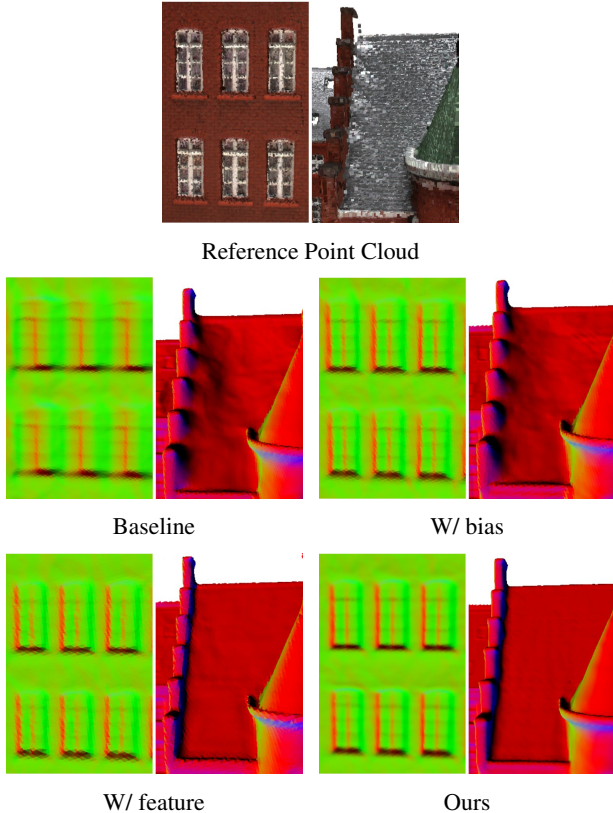 Reference Point Cloud
Baseline
W/ bias
W/ feature
Ours